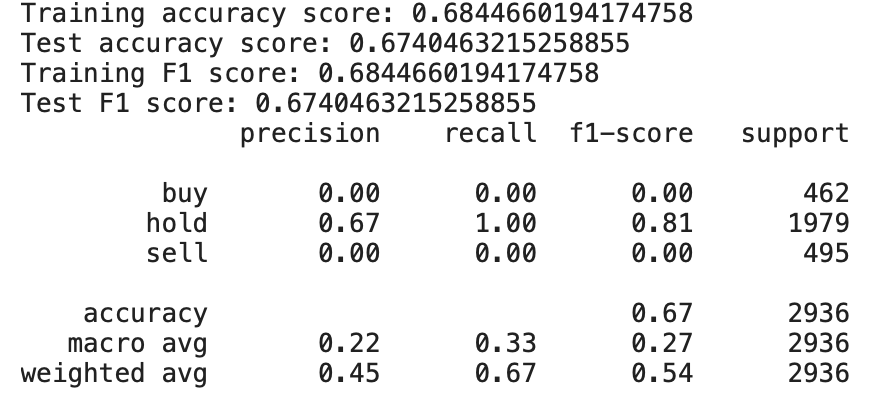 Training accuracy score: 0.6844660194174758
Test accuracy score: 0.6740463215258855
Training F1 score: 0.6844660194174758
Test F1 score: 0.6740463215258855
precision recall f1-score support
buy 0.00 0.00 0.00 462
hold 0.67 1.00 0.81 1979
sell 0.00 0.00 0.00 495
accuracy 0.67 2936
macro avg 0.22 0.33 0.27 2936
weighted avg 0.45 0.67 0.54 2936